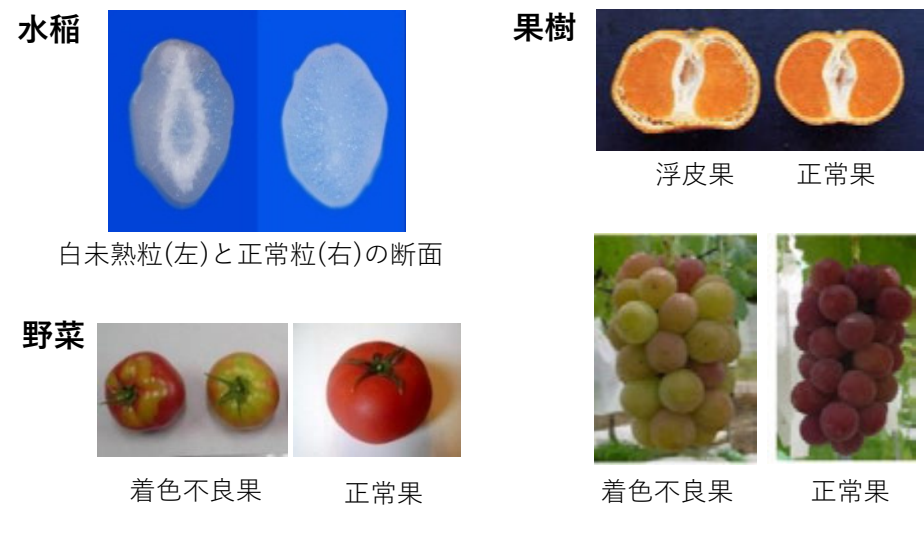 水稲
白未熟粒(左)と正常粒(右)の断面
野菜
着色不良果
正常果
果樹
浮皮果
正常果
着色不良果
正常果